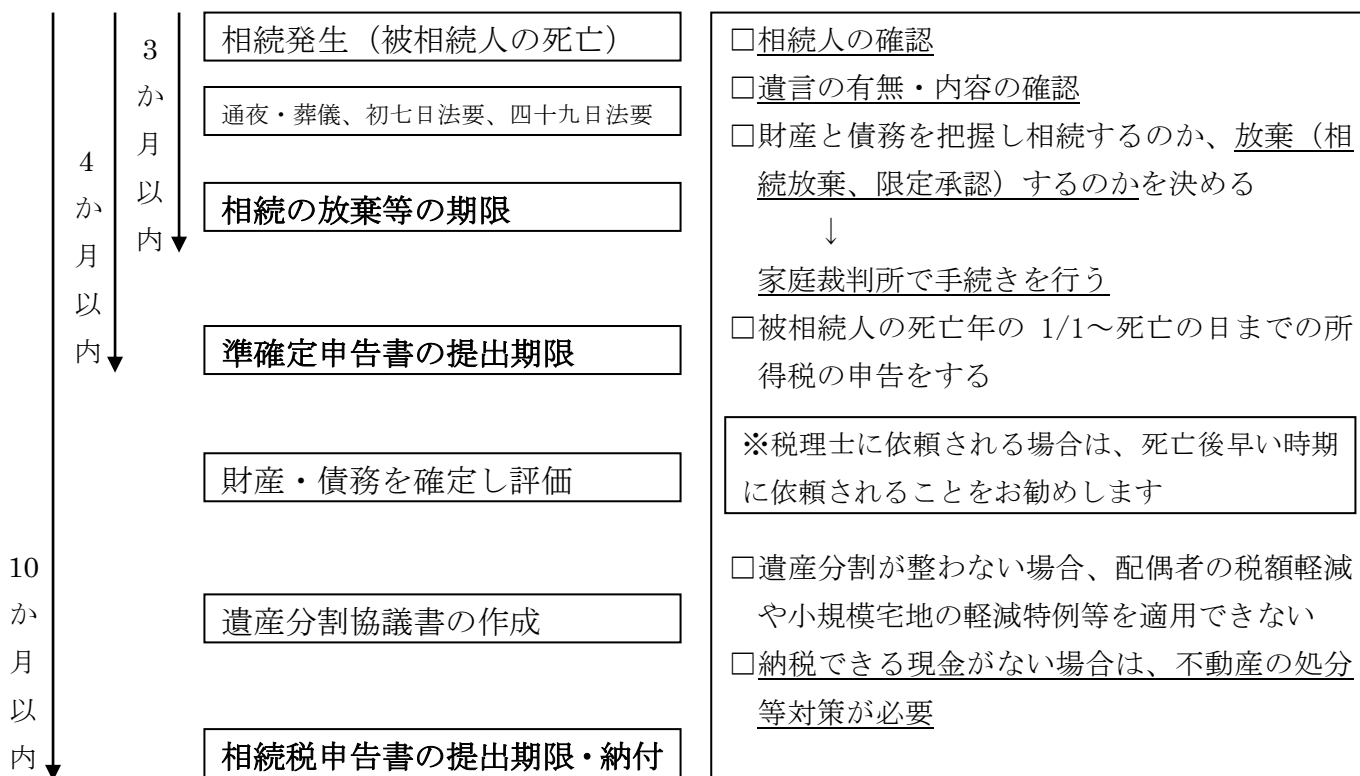 3か月以内
4か月以内
10か月以内
相続発生（被相続人の死亡）
通夜・葬儀、初七日法要、四十九日法要
相続の放棄等の期限
準確定申告書の提出期限
財産・債務を確定し評価
遺産分割協議書の作成
相続税申告書の提出期限・納付
□相続人の確認
□遺言の有無・内容の確認
□財産と債務を把握し相続するのか、放棄（相
続放棄、限定承認）するのかを決める
↓
家庭裁判所で手続きを行う
□被相続人の死亡年の 1/1～死亡の日までの所
得税の申告をする
※税理士に依頼される場合は、死亡後早い時期
に依頼されることをお勧めします
□遺産分割が整わない場合、配偶者の税額軽減
や小規模宅地の軽減特例等を適用できない
□納税できる現金がない場合は、不動産の処分
等対策が必要